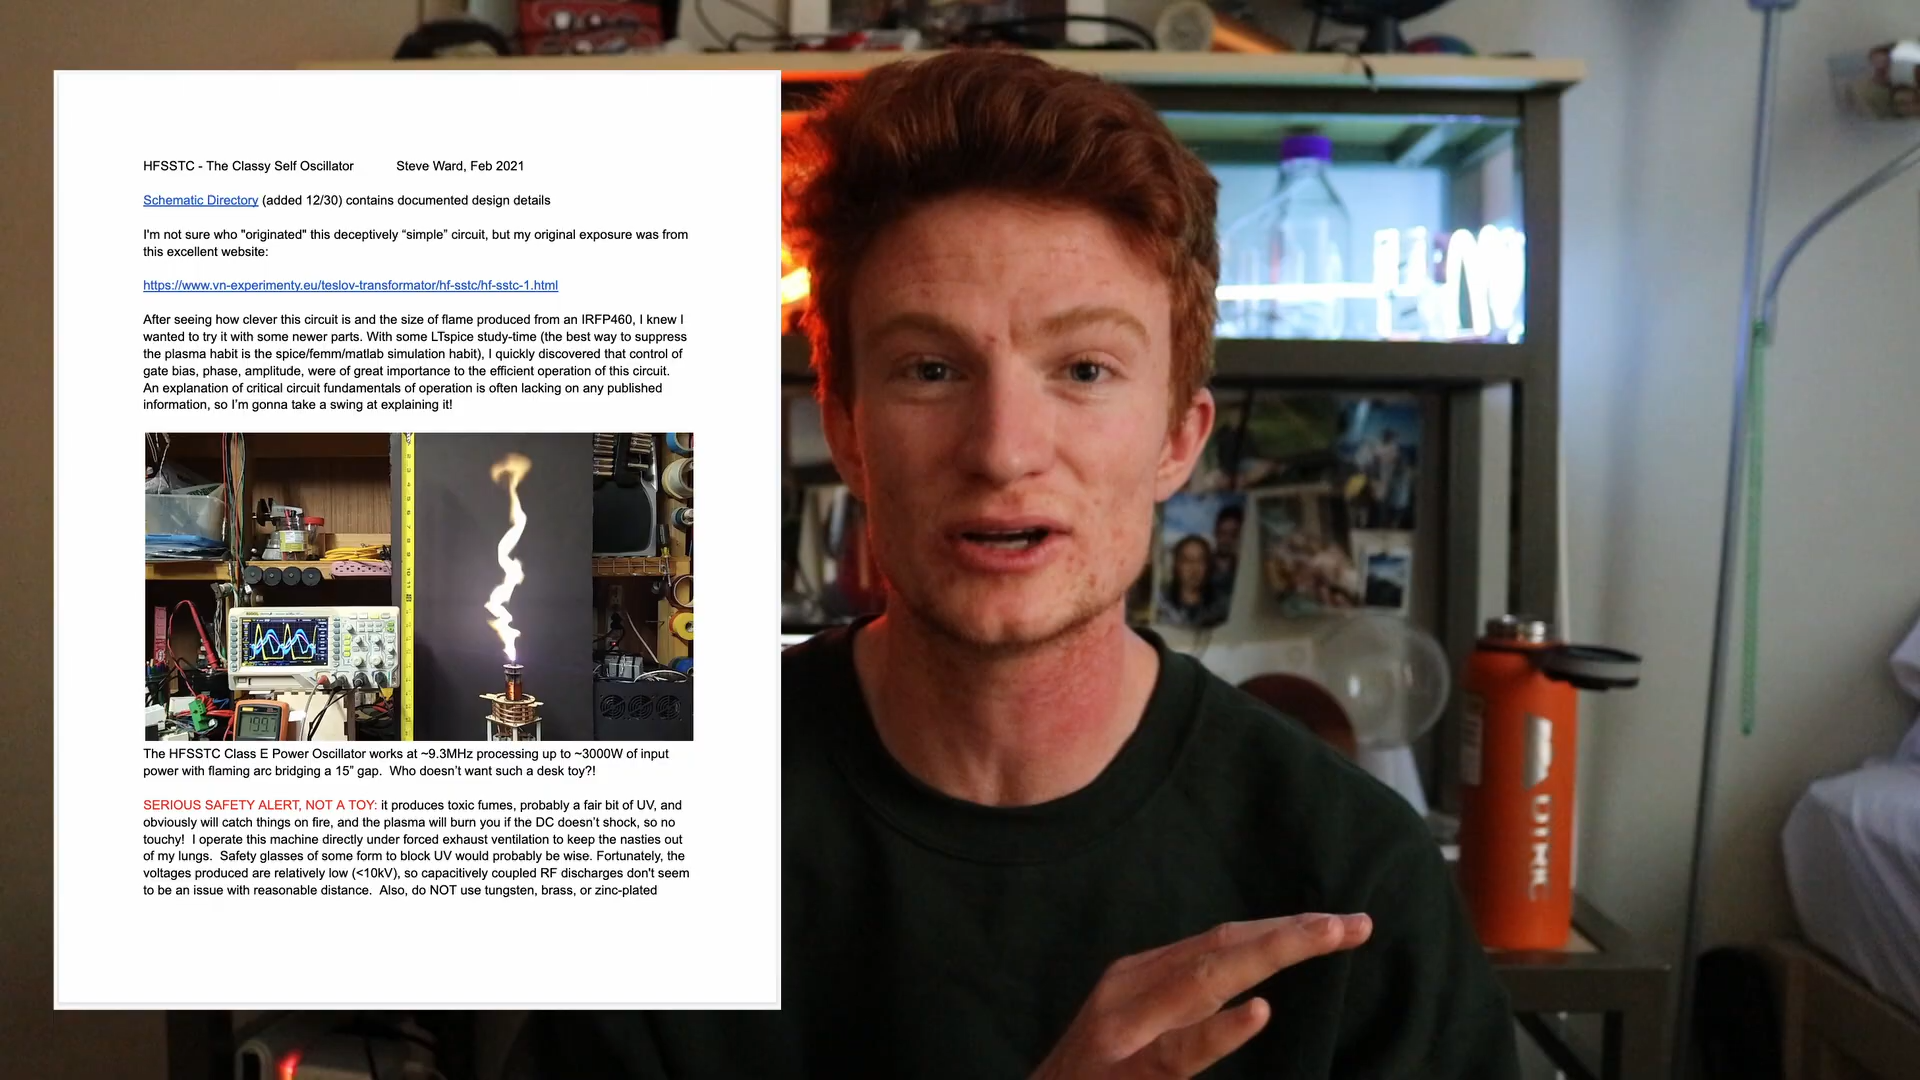 HFSSTC - The Classy Self Oscillator Steve Ward, Feb 2021
Schematic Directory (added 12/30) contains documented design details
I'm not sure who "originated" this deceptively “simple” circuit, but my original exposure was from
this excellent website:
https://www.vn-experimenty.eu/teslov-transformator/hf-sstc/hf-sstc-1.html
After seeing how clever this circuit is and the size of flame produced from an IRFP460, I knew I
wanted to try it with some newer parts. With some LTspice study-time (the best way to suppress
the plasma habit is the spice/femm/matlab simulation habit), I quickly discovered that control of
gate bias, phase, amplitude, were of great importance to the efficient operation of this circuit.
An explanation of critical circuit fundamentals of operation is often lacking on any published
information, so I’m gonna take a swing at explaining it!
The HFSSTC Class E Power Oscillator works at ~9.3MHz processing up to ~3000W of input
power with flaming arc bridging a 15” gap. Who doesn’t want such a desk toy?!
SERIOUS SAFETY ALERT, NOT A TOY: it produces toxic fumes, probably a fair bit of UV, and
obviously will catch things on fire, and the plasma will burn you if the DC doesn’t shock, so no
touchy! I operate this machine directly under forced exhaust ventilation to keep the nasties out
of my lungs. Safety glasses of some form to block UV would probably be wise. Fortunately, the
voltages produced are relatively low (<10kV), so capacitively coupled RF discharges don't seem
to be an issue with reasonable distance. Also, do NOT use tungsten, brass, or zinc-plated